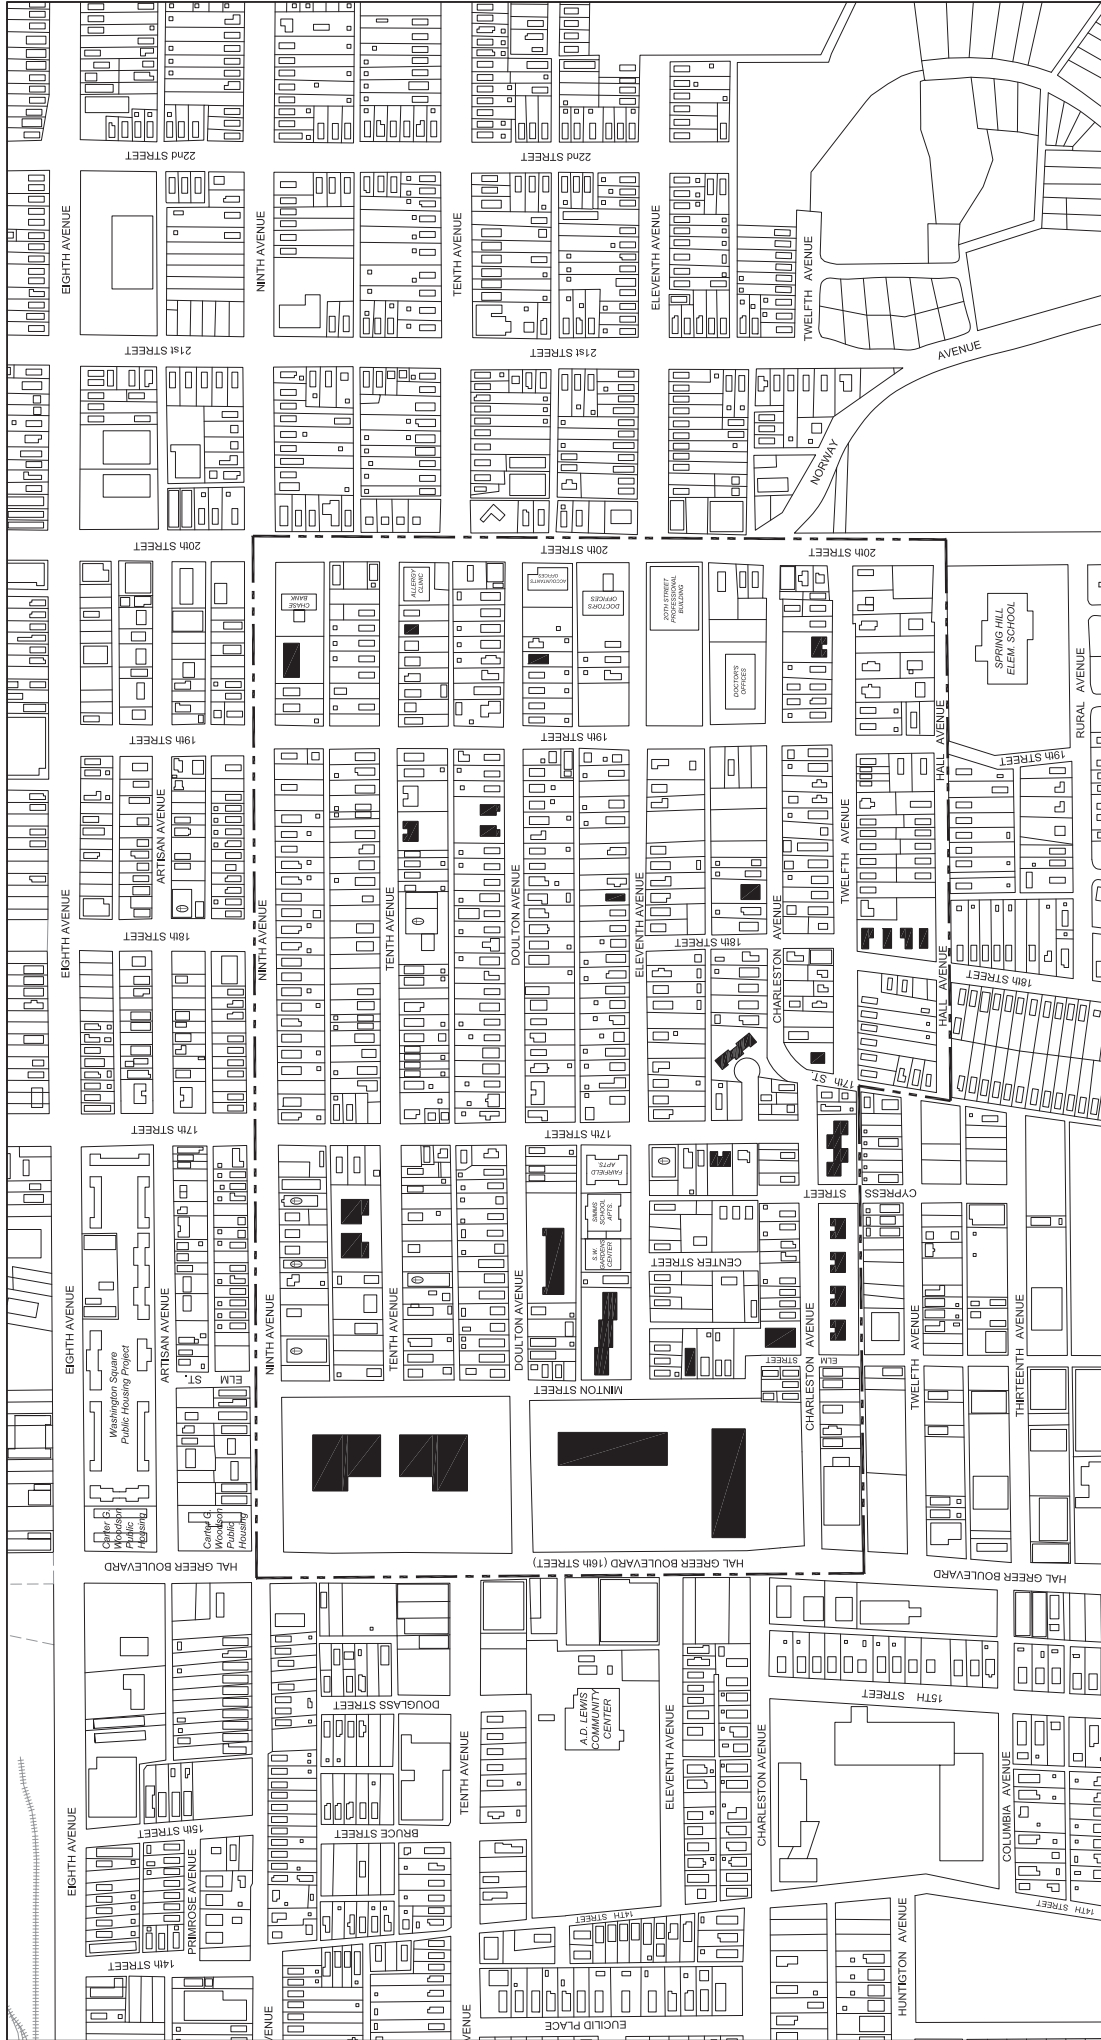 22nd STREET
22nd STREET
EIGHTH AVENUE
NINTH AVENUE
TENTH AVENUE
ELEVENTH AVENUE
TWELFTH AVENUE
21st STREET
21st STREET
AVENUE
NORWAY
20th STREET
20th STREET
20th STREET
CHASE
BANK
ALLERGY
CLINIC
ACCOUNTANTS
OFFICES
DOCTORS
OFFICES
20TH STREET
PROFESSIONAL
BUILDING
DOCTOR'S
OFFICES
SPRING HILL
ELEM. SCHOOL
RURAL AVENUE
HALL AVENUE
19th STREET
19th STREET
19th STREET
ARTISAN AVENUE
TWELFTH AVENUE
EIGHTH AVENUE
18th STREET
NINTH AVENUE
TENTH AVENUE
DOULTON AVENUE
ELEVENTH AVENUE
18th STREET
CHARLESTON AVENUE
HALL AVENUE
18th STREET
17th ST.
17th STREET
17th STREET
FAIRFIELD
APTS.
SIMMS
SCHOOL
APTS.
S.W.
GARDENS
CENTER
STREET
CYPRESS
CENTER STREET
EIGHTH AVENUE
Washington Square
Public Housing Project
ARTISAN AVENUE
ST.
ELM
NINTH AVENUE
TENTH AVENUE
DOULTON AVENUE
MINTON STREET
STREET
ELM
CHARLESTON AVENUE
TWELFTH AVENUE
THIRTEENTH AVENUE
Carter G.
Woodson
Public
Housing
Carter G.
Woodson
Public
Housing
HAL GREER BOULEVARD
HAL GREER BOULEVARD (16th STREET)
HAL GREER BOULEVARD
DOUGLASS STREET
A.D. LEWIS
COMMUNITY
CENTER
15TH STREET
EIGHTH AVENUE
15th STREET
BRUCE STREET
TENTH AVENUE
ELEVENTH AVENUE
CHARLESTON AVENUE
COLUMBIA AVENUE
PRIMROSE AVENUE
14th STREET
14TH STREET
14TH STREET
HUNTIGTON AVENUE
EUCILID PLACE
VENUE
VENUE